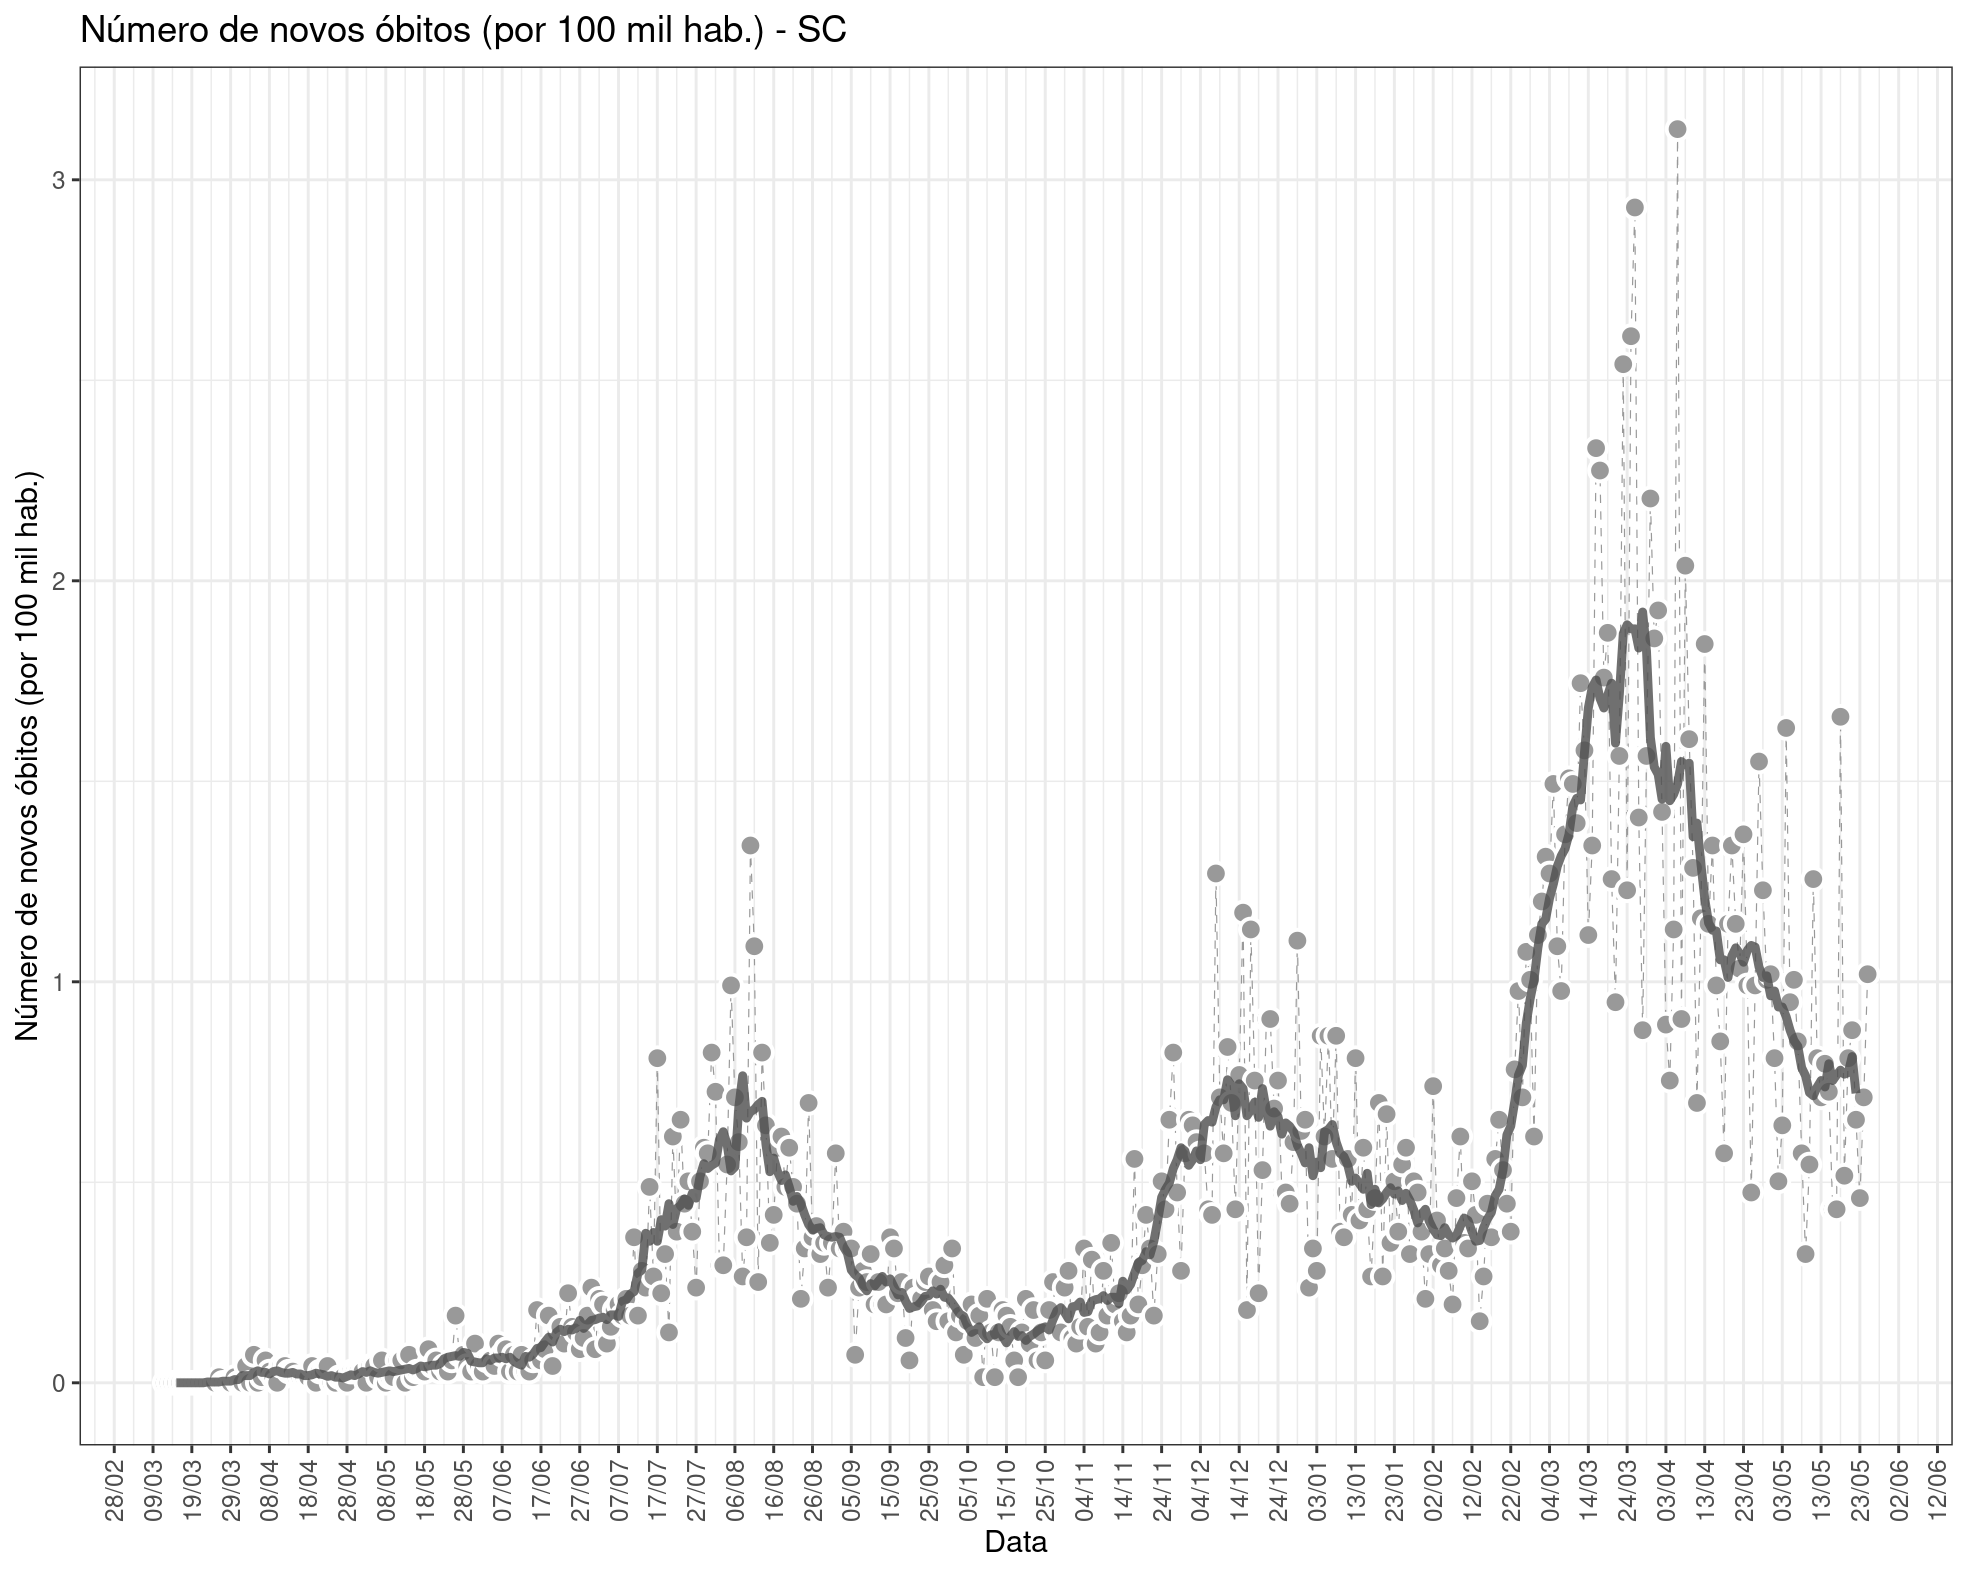 Número de novos óbitos (por 100 mil hab.) - SC
Número de novos óbitos (por 100 mil hab.)
3
2
1
0
28/02 09/03 19/03 29/03 08/04 18/04 28/04 08/05 18/05 28/05 07/06 17/06 27/06 07/07 17/07 27/07 06/08 16/08 26/08 05/09 15/09 25/09 05/10 15/10 25/10 04/11 14/11 24/11 04/12 14/12 24/12 03/01 13/01 23/01 02/02 12/02 22/02 04/03 14/03 24/03 03/04 13/04 23/04 03/05 13/05 23/05 02/06 12/06
Data